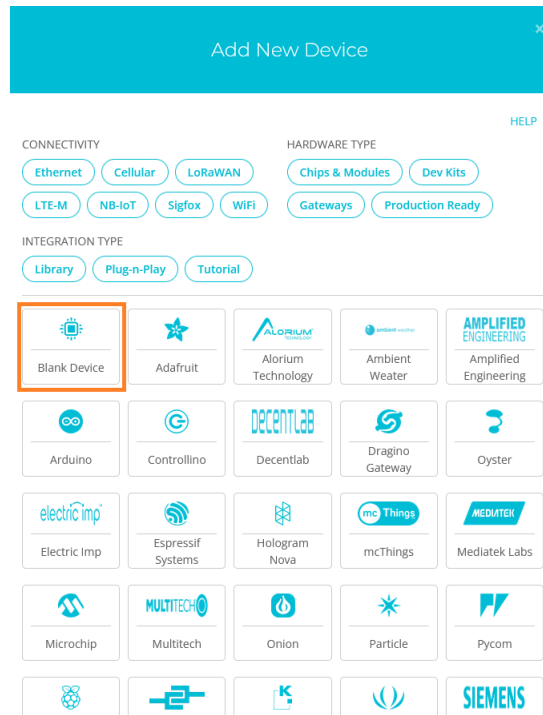 Add New Device
×
HELP
CONNECTIVITY
HARDWARE TYPE
Ethernet Cellular LoRaWAN
Chips & Modules Dev Kits
LTE-M NB-IoT Sigfox WiFi
Gateways Production Ready
INTEGRATION TYPE
Library Plug-n-Play Tutorial
Blank Device
Adafruit
ALORIUM
TECHNOLOGY
Alorium
Technology
ambient weather
Ambient
Weater
AMPLIFIED
ENGINEERING
Amplified
Engineering
Arduino
Controllino
DECENTLAB
Decentlab
Dragino
Gateway
Oyster
electric imp
Electric Imp
Espressif
Systems
Hologram
Nova
mc Things
mcThings
MEDIATEK
Mediatek Labs
Microchip
MULTITECH
Multitech
Onion
Particle
Pycom
K
SIEMENS